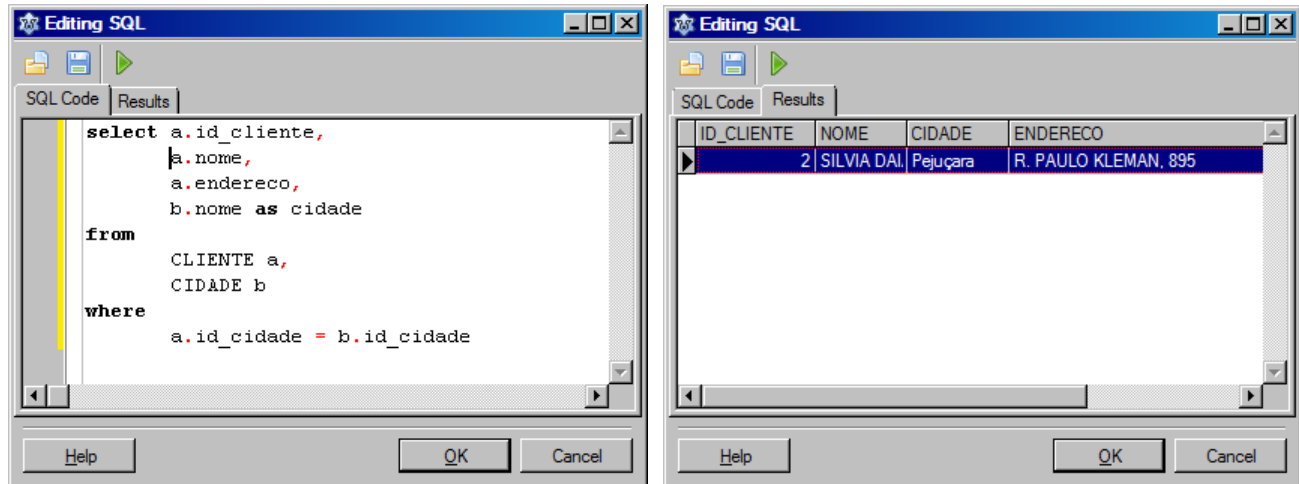 Editing SQL
SQL Code Results
select a.id_cliente,
a.nome,
a.endereco,
b.nome as cidade
from
CLIENTE a,
CIDADE b
where
a.id_cidade = b.id_cidade
Help OK Cancel
Editing SQL
SQL Code Results
ID_CLIENTE NOME CIDADE ENDERECO
2 SILVIA DAI. Pejuçara R. PAULO KLEMAN, 895
Help OK Cancel